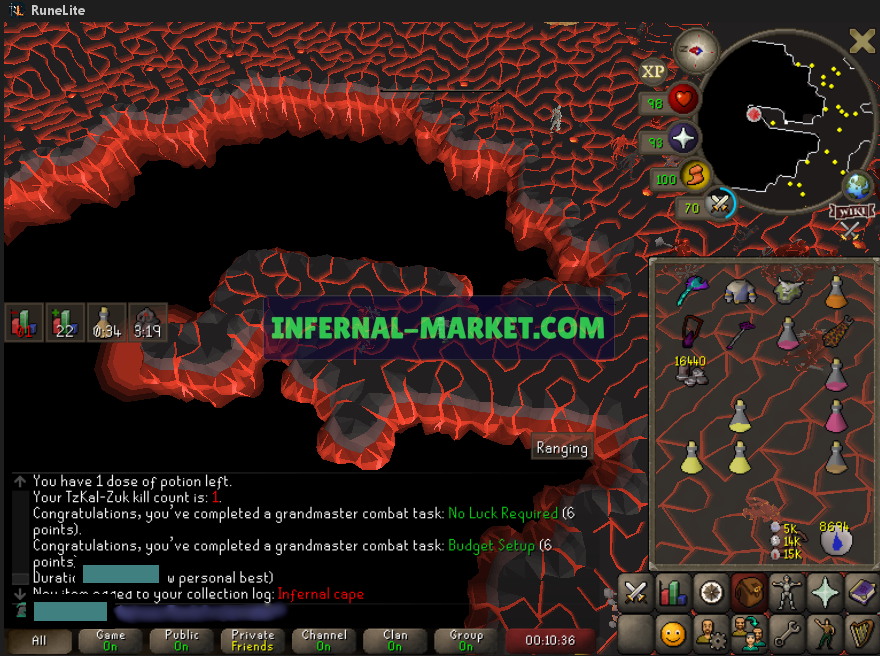 RuneLite
XP
98
93
100
70
WIKI
01
22
0:34
3:19
INFERNAL-MARKET.COM
16440
Ranging
You have 1 dose of potion left.
Your TzKal-Zuk kill count is: 1.
Congratulations, you've completed a grandmaster combat task: No Luck Required (6
points).
Congratulations, you've completed a grandmaster combat task: Budget Setup (6
points
personal best)
New item added to your collection log: Infernal cape
5K
14K
15K
8694
All
Game
On
Public
On
Private
Friends
Channel
On
Clan
On
Group
On
00:10:36